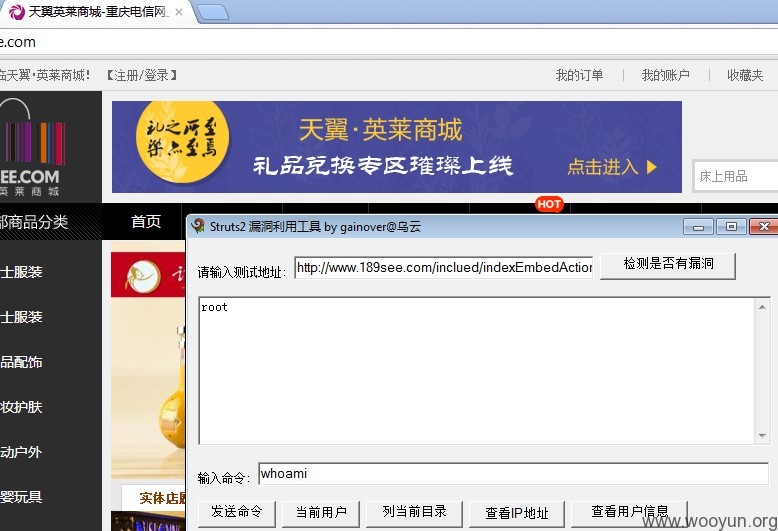 天翼英莱商城-重庆电信网_
e.com
临天翼·英莱商城! 【注册/登录】
我的订单 | 我的账户 | 收藏夹
礼之所至
乐亦至焉
天翼·英莱商城
礼品兑换专区璀璨上线
点击进入
EE.COM
英莱商城
床上用品
HOT
部商品分类
首页
Struts2 漏洞利用工具 by gainover@乌云
请输入测试地址:
http://www.189see.com/inclued/indexEmbedAction
检测是否有漏洞
root
士服装
士服装
品配饰
妆护肤
动户外
婴玩具
实体店展
输入命令:
whoami
发送命令
当前用户
列当前目录
查看IP地址
查看用户信息
www.wooyun.org